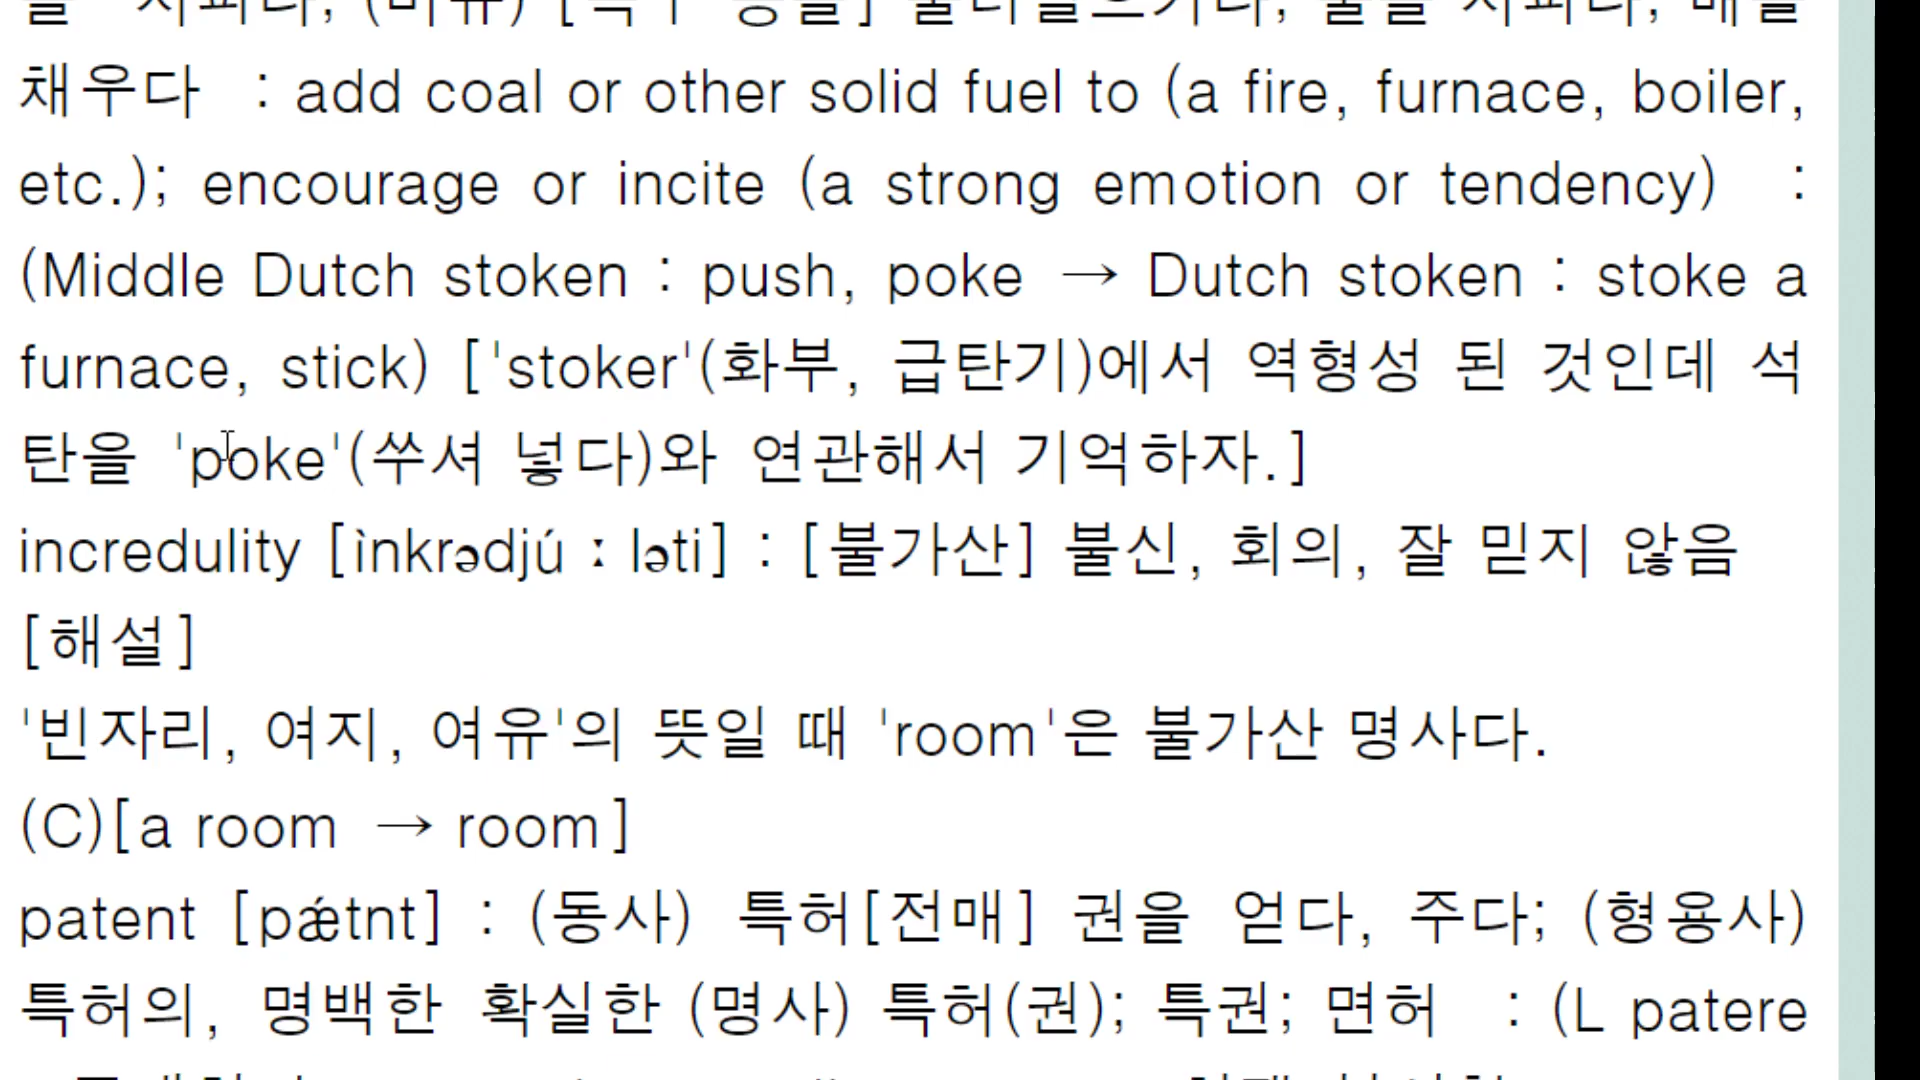 채우다 : add coal or other solid fuel to (a fire, furnace, boiler,
etc.); encourage or incite (a strong emotion or tendency) :
(Middle Dutch stoken : push, poke → Dutch stoken : stoke a
furnace, stick) ['stoker'(화부, 급탄기)에서 역형성 된 것인데 석
탄을 'poke'(쑤셔 넣다)와 연관해서 기억하자.]
incredulity [ìnkrədjúːləti] : [불가산] 불신, 회의, 잘 믿지 않음
[해설]
'빈자리, 여지, 여유'의 뜻일 때 'room'은 불가산 명사다.
(C)[a room → room]
patent [pǽtnt] : (동사) 특허[전매] 권을 얻다, 주다; (형용사)
특허의, 명백한 확실한 (명사) 특허(권); 특권; 면허 : (L patere